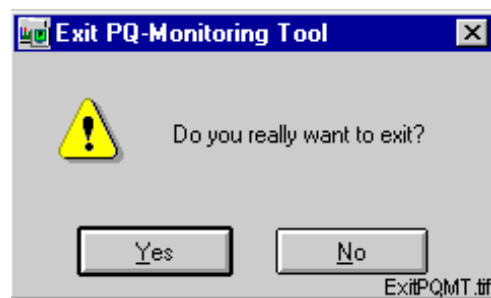 Exit PQ-Monitoring Tool
Do you really want to exit?
Yes
No
ExitPQMT.tif